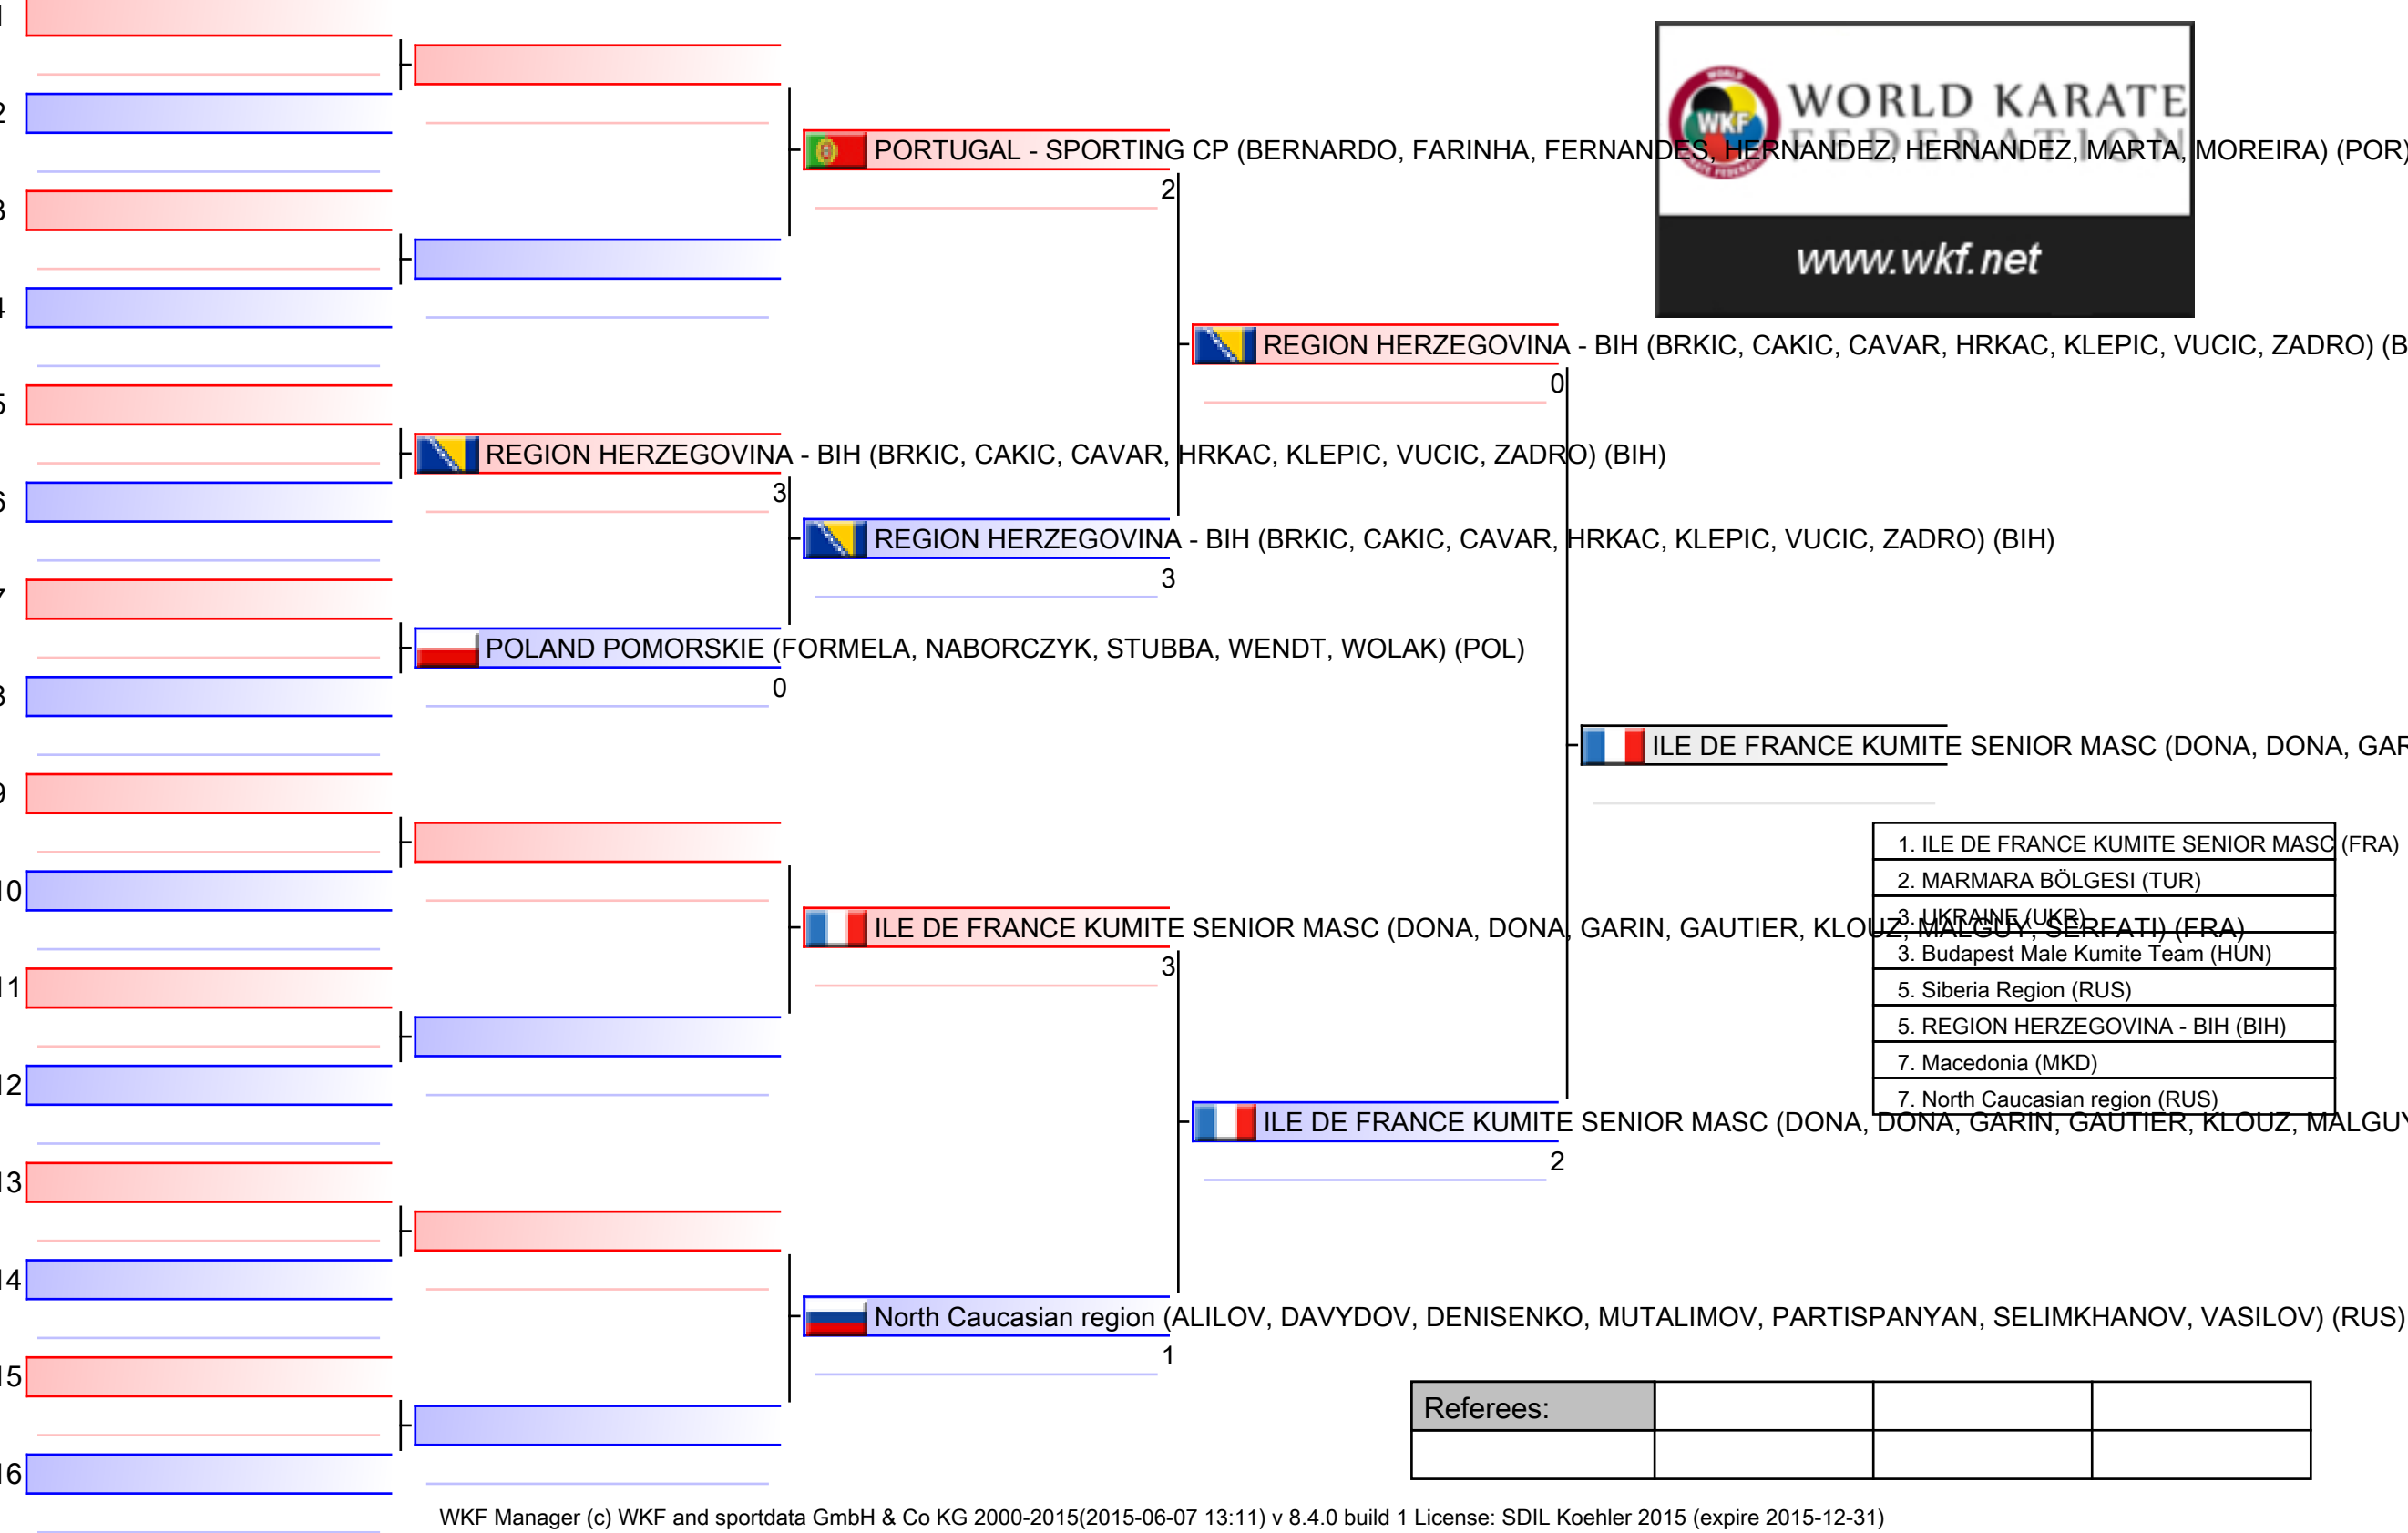 1
2
3
4
5
6
7
8
9
10
11
12
13
14
15
16
WORLD KARATE
FEDERATION
WORLD
WKF
www.wkf.net
PORTUGAL - SPORTING CP (BERNARDO, FARINHA, FERNANDES, HERNANDEZ, HERNANDEZ, MARTA, MOREIRA) (POR)
2
REGION HERZEGOVINA - BIH (BRKIC, CAKIC, CAVAR, HRKAC, KLEPIC, VUCIC, ZADRO) (B
0
REGION HERZEGOVINA - BIH (BRKIC, CAKIC, CAVAR, HRKAC, KLEPIC, VUCIC, ZADRO) (BIH)
3
REGION HERZEGOVINA - BIH (BRKIC, CAKIC, CAVAR, HRKAC, KLEPIC, VUCIC, ZADRO) (BIH)
3
POLAND POMORSKIE (FORMELA, NABORCZYK, STUBBA, WENDT, WOLAK) (POL)
0
ILE DE FRANCE KUMITE SENIOR MASC (DONA, DONA, GAR
1. ILE DE FRANCE KUMITE SENIOR MASC (FRA)
2. MARMARA BÖLGESI (TUR)
3. UKRAINE (UKR)
3. Budapest Male Kumite Team (HUN)
5. Siberia Region (RUS)
5. REGION HERZEGOVINA - BIH (BIH)
7. Macedonia (MKD)
7. North Caucasian region (RUS)
ILE DE FRANCE KUMITE SENIOR MASC (DONA, DONA, GARIN, GAUTIER, KLOUZ, MALGUY, SERFATI) (FRA)
3
ILE DE FRANCE KUMITE SENIOR MASC (DONA, DONA, GARIN, GAUTIER, KLOUZ, MALGUY
2
North Caucasian region (ALILOV, DAVYDOV, DENISENKO, MUTALIMOV, PARTISPANYAN, SELIMKHANOV, VASILOV) (RUS)
1
Referees:
WKF Manager (c) WKF and sportdata GmbH & Co KG 2000-2015(2015-06-07 13:11) v 8.4.0 build 1 License: SDIL Koehler 2015 (expire 2015-12-31)